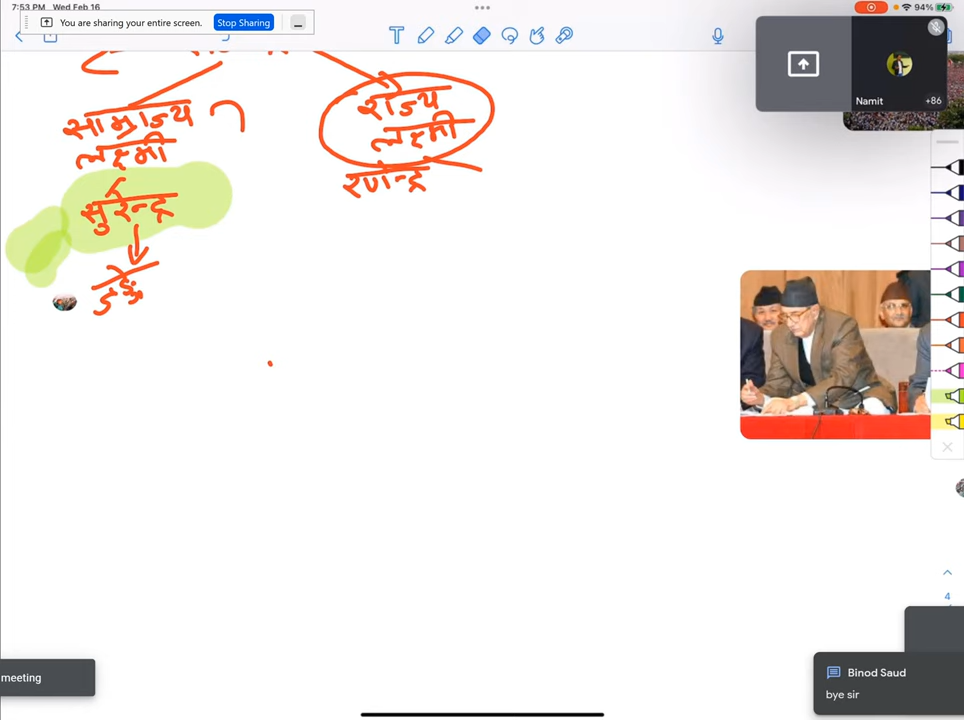 7:53 PM Wed Feb 16
94%
You are sharing your entire screen.
Stop Sharing
T
Namit
+86
साम्राज्य
लक्ष्मी
राज्य
लक्ष्मी
सुरेन्द्र
रणेन्द्र
4
meeting
Binod Saud
bye sir